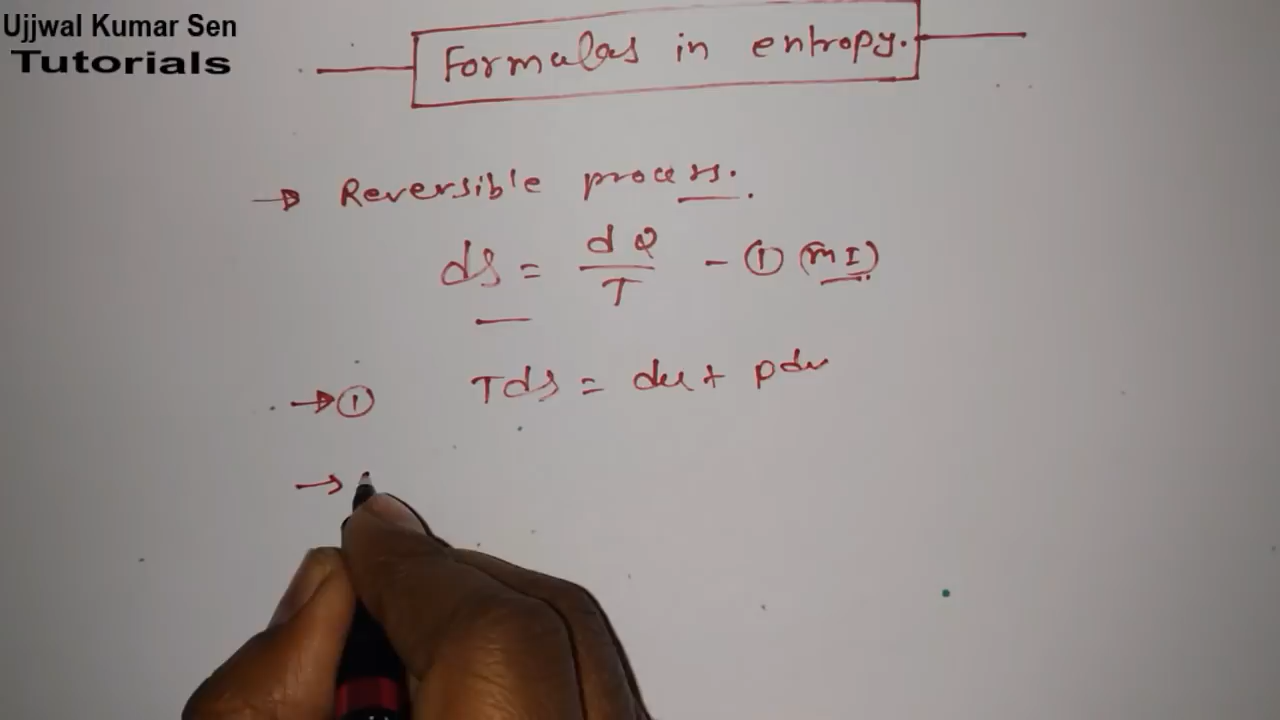 Ujjwal Kumar Sen
Tutorials
Formulas in entropy.
→ Reversible process.
ds = dQ/T - ① (m I)
→ ① Tds = du + pdv
→